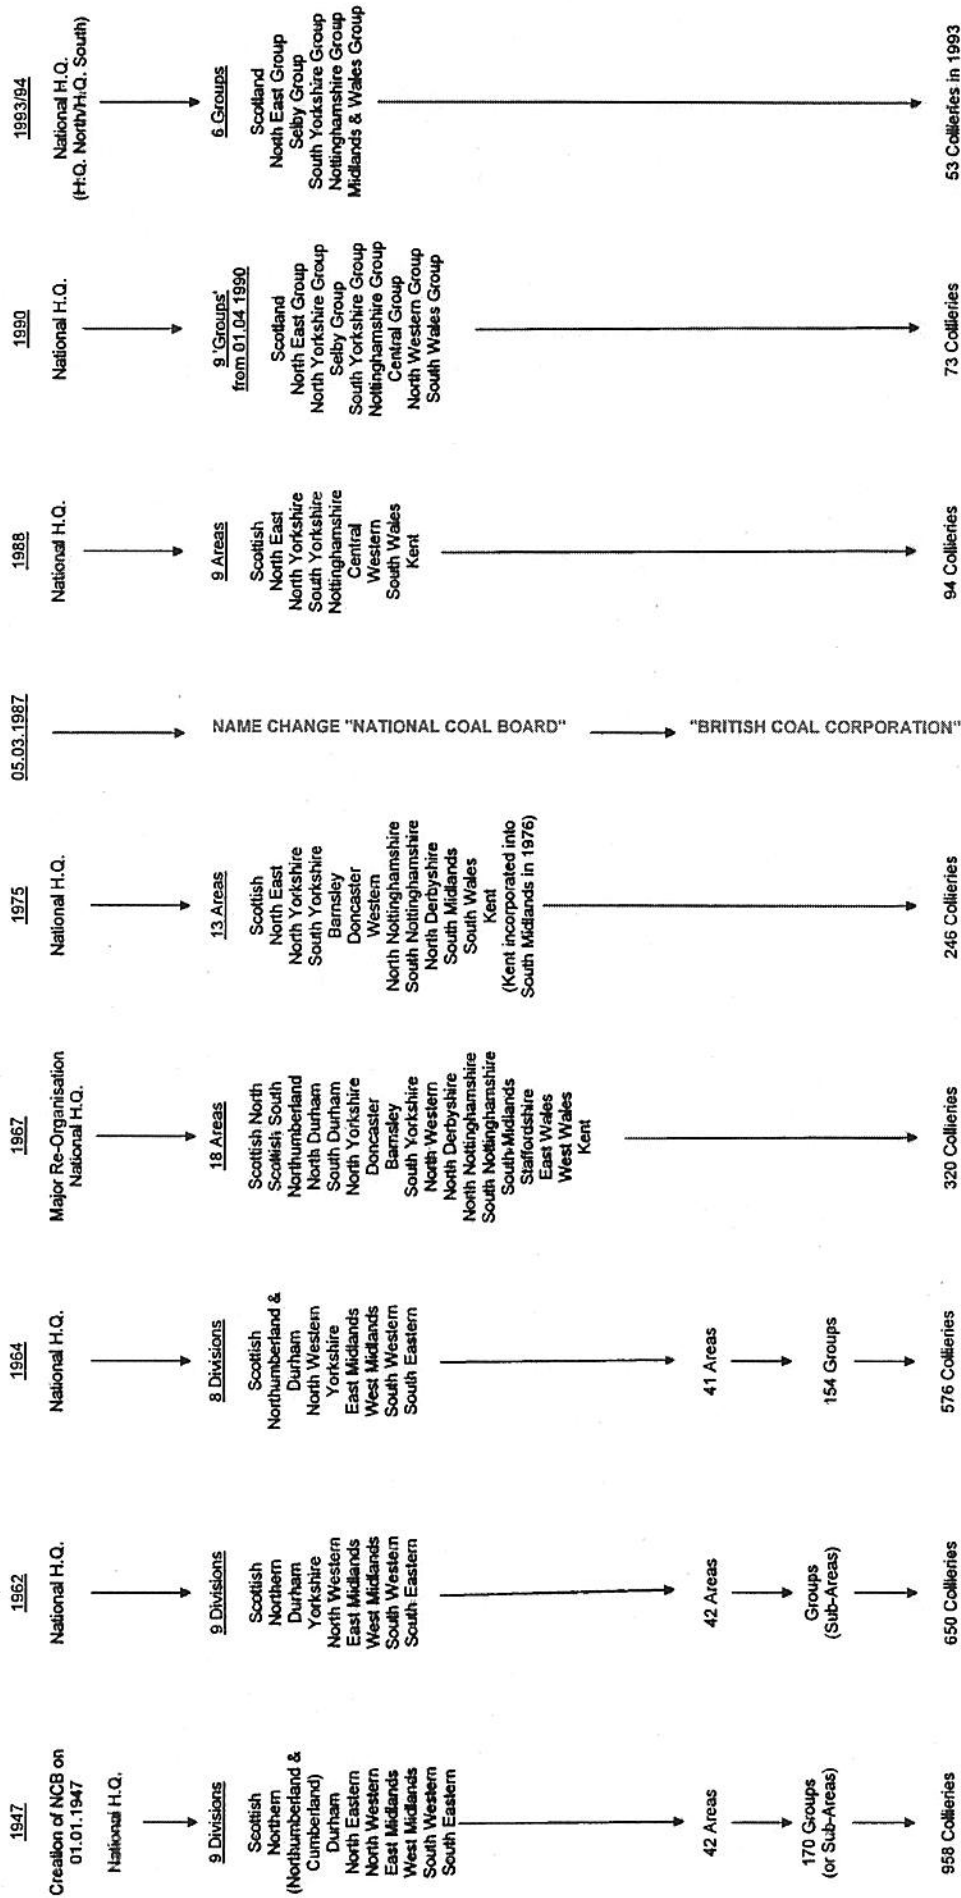 1947
Creation of NCB on
01.01.1947
National H.Q.
9 Divisions
Scottish
Northern
(Northumberland &
Cumberland)
Durham
North Eastern
North Western
East Midlands
West Midlands
South Western
South Eastern
42 Areas
170 Groups
(or Sub-Areas)
958 Collieries
1962
National H.Q.
9 Divisions
Scottish
Northern
Durham
Yorkshire
North Western
East Midlands
West Midlands
South Western
South Eastern
42 Areas
Groups
(Sub-Areas)
650 Collieries
1964
National H.Q.
8 Divisions
Scottish
Northumberland &
Durham
North Western
Yorkshire
East Midlands
West Midlands
South Western
South Eastern
41 Areas
154 Groups
576 Collieries
1967
Major Re-Organisation
National H.Q.
18 Areas
Scottish North
Scottish South
Northumberland
North Durham
South Durham
North Yorkshire
Doncaster
Barnsley
South Yorkshire
North Western
North Derbyshire
North Nottinghamshire
South Nottinghamshire
South Midlands
Staffordshire
East Wales
West Wales
Kent
320 Collieries
1975
National H.Q.
13 Areas
Scottish
North East
North Yorkshire
South Yorkshire
Barnsley
Doncaster
Western
North Nottinghamshire
South Nottinghamshire
North Derbyshire
South Midlands
South Wales
Kent
(Kent incorporated into
South Midlands in 1976)
246 Collieries
05.03.1987
NAME CHANGE "NATIONAL COAL BOARD"
"BRITISH COAL CORPORATION"
1988
National H.Q.
9 Areas
Scottish
North East
North Yorkshire
South Yorkshire
Nottinghamshire
Central
Western
South Wales
Kent
94 Collieries
1990
National H.Q.
9 'Groups'
from 01.04 1990
Scotland
North East Group
North Yorkshire Group
Selby Group
South Yorkshire Group
Nottinghamshire Group
Central Group
North Western Group
South Wales Group
73 Collieries
1993/94
National H.Q.
(H.Q. North/H.Q. South)
6 Groups
Scotland
North East Group
Selby Group
South Yorkshire Group
Nottinghamshire Group
Midlands & Wales Group
53 Collieries in 1993